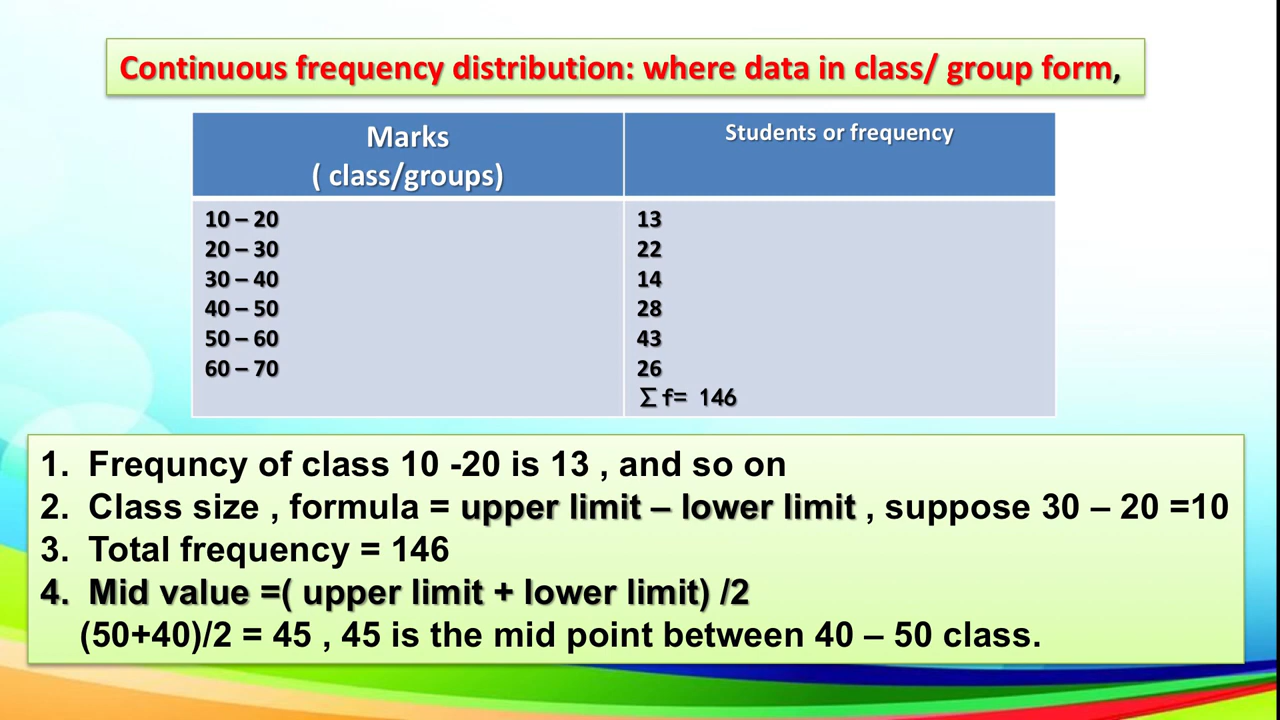 Continuous frequency distribution: where data in class/ group form,
Marks
( class/groups)
Students or frequency
10 – 20 13
20 – 30 22
30 – 40 14
40 – 50 28
50 – 60 43
60 – 70 26
∑ f= 146
1. Frequncy of class 10 -20 is 13 , and so on
2. Class size , formula = upper limit – lower limit , suppose 30 – 20 =10
3. Total frequency = 146
4. Mid value =( upper limit + lower limit) /2
(50+40)/2 = 45 , 45 is the mid point between 40 – 50 class.